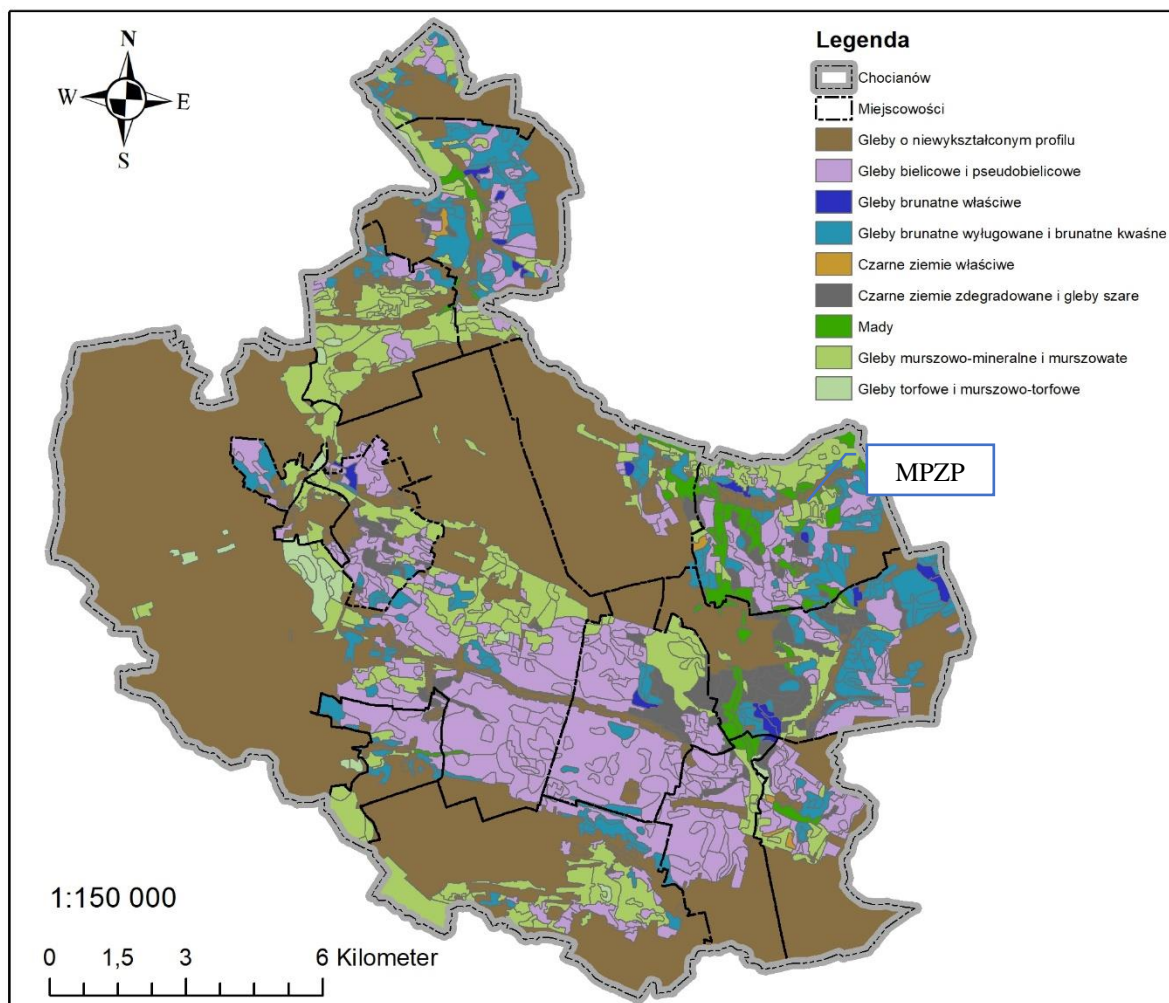 N
W
E
S
Legenda
Chocianów
Miejscowości
Gleby o niewykształconym profilu
Gleby bielicowe i pseudobielicowe
Gleby brunatne właściwe
Gleby brunatne wyługowane i brunatne kwaśne
Czarne ziemie właściwe
Czarne ziemie zdegradowane i gleby szare
Mady
Gleby murszowo-mineralne i murszowate
Gleby torfowe i murszowo-torfowe
MPZP
1:150 000
0 1,5 3 6 Kilometer